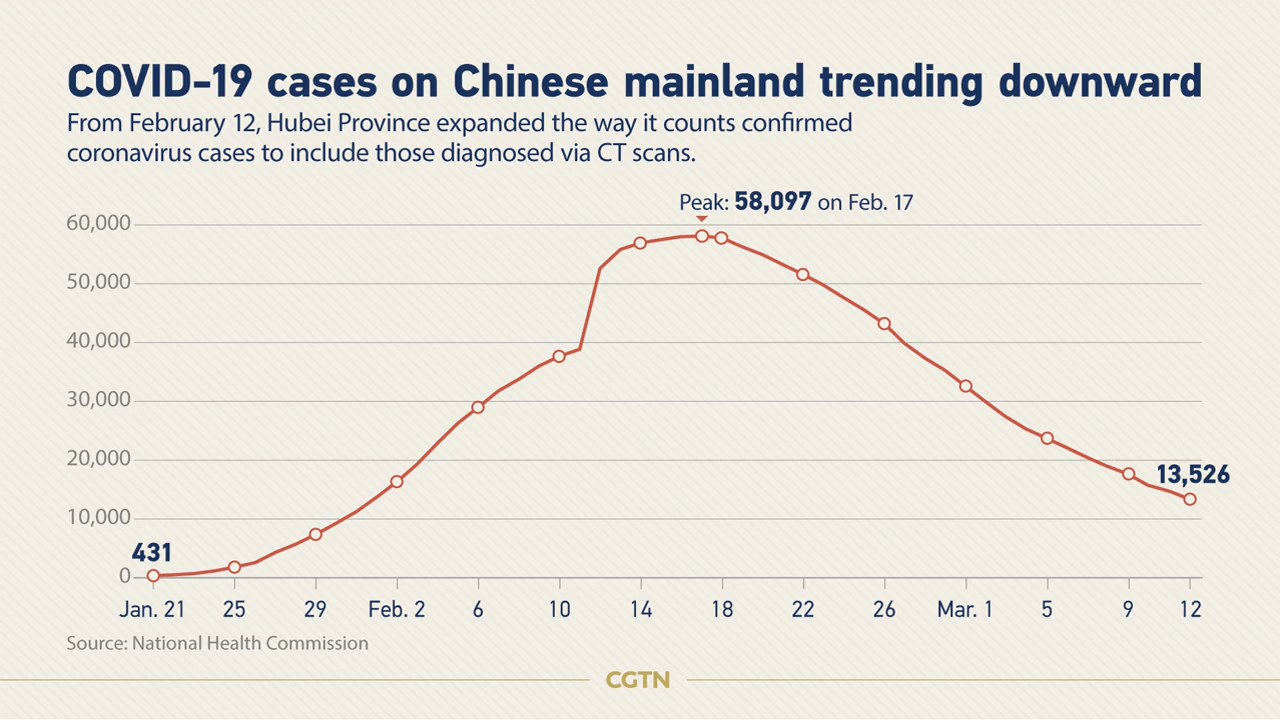 COVID-19 cases on Chinese mainland trending downward
From February 12, Hubei Province expanded the way it counts confirmed
coronavirus cases to include those diagnosed via CT scans.
Peak: 58,097 on Feb. 17
60,000
50,000
40,000
30,000
20,000
13,526
10,000
431
0
Jan. 21 25 29 Feb. 2 6 10 14 18 22 26 Mar. 1 5 9 12
Source: National Health Commission
CGTN